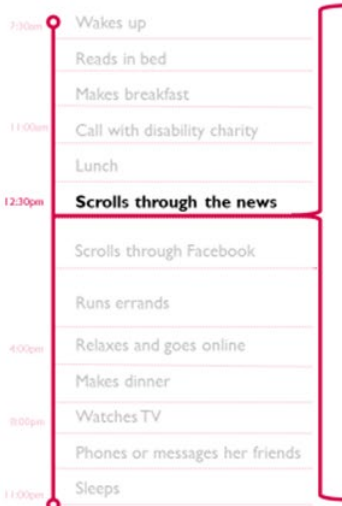 7:30am Wakes up
Reads in bed
Makes breakfast
11:00am Call with disability charity
Lunch
12:30pm Scrolls through the news
Scrolls through Facebook
Runs errands
4:00pm Relaxes and goes online
Makes dinner
8:00pm Watches TV
Phones or messages her friends
11:00pm Sleeps